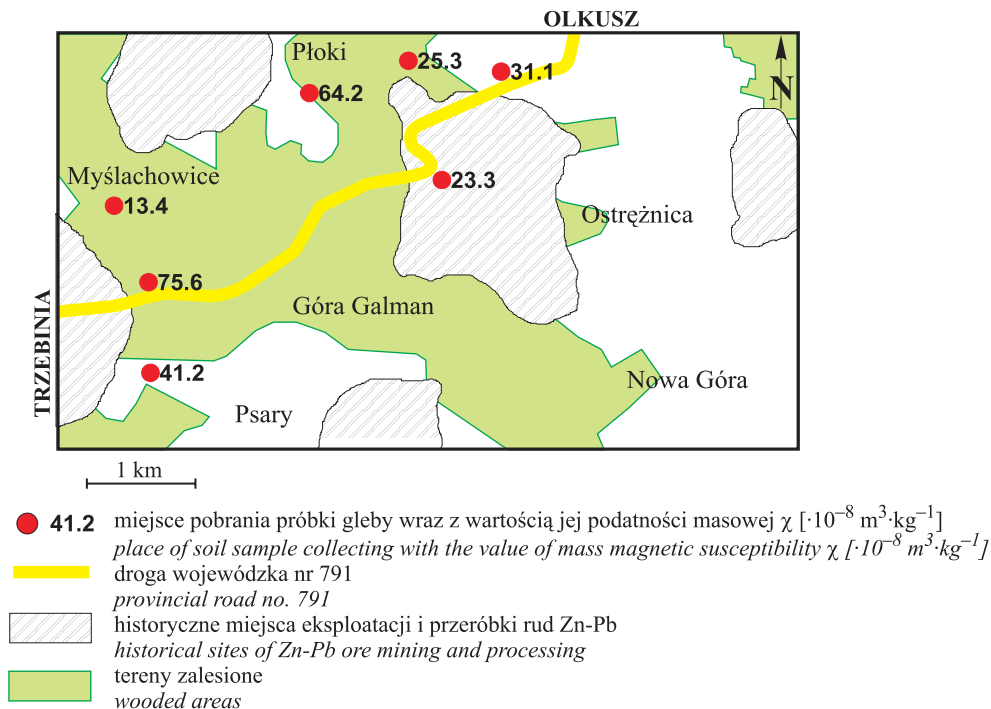 OLKUSZ
Płoki
25.3
31.1
64.2
N
Myślachowice
23.3
13.4
Ostrężnica
75.6
Góra Galman
TRZEBINIA
41.2
Nowa Góra
Psary
1 km
41.2 miejsce pobrania próbki gleby wraz z wartością jej podatności masowej χ [·10⁻⁸ m³·kg⁻¹]
place of soil sample collecting with the value of mass magnetic susceptibility χ [·10⁻⁸ m³·kg⁻¹]
droga wojewódzka nr 791
provincial road no. 791
historyczne miejsca eksploatacji i przeróbki rud Zn-Pb
historical sites of Zn-Pb ore mining and processing
tereny zalesione
wooded areas